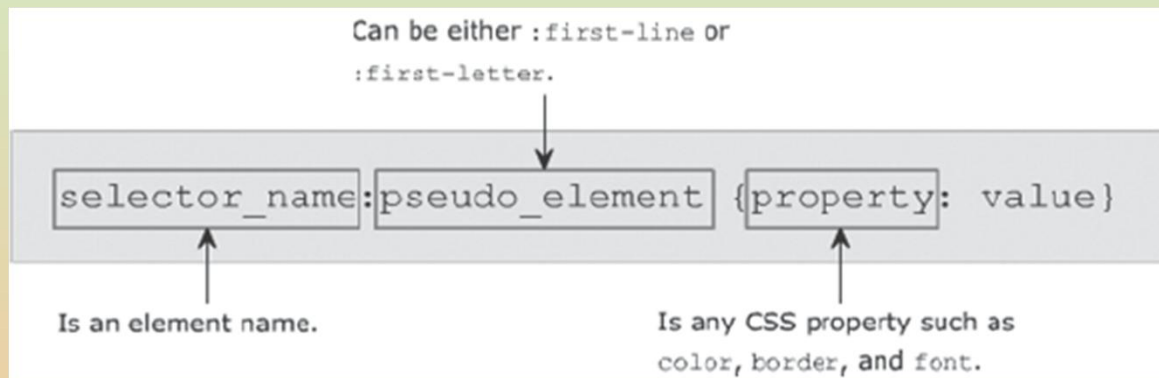 Can be either :first-line or
:first-letter.
selector_name:pseudo_element {property: value}
Is an element name.
Is any CSS property such as
color, border, and font.